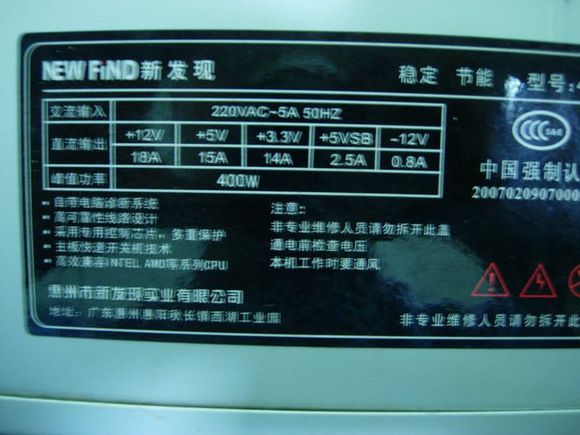 NEW FiND 新发现 稳定 节能 型号:
交流输入 220VAC~5A 50HZ
直流输出 +12V +5V +3.3V +5VSB -12V
18A 15A 14A 2.5A 0.8A
峰值功率 400W
自带电脑诊断系统
高可靠性线路设计
采用专用控制芯片，多重保护
主板快速开关机技术
高效兼容INTEL AMD等系列CPU
注意:
非专业维修人员请勿拆开此盖
通电前检查电压
本机工作时要通风
S&E
中国强制认
2007020907000
惠州市新发现实业有限公司
地址: 广东惠州惠阳秋长镇西湖工业园
非专业维修人员请勿拆开此